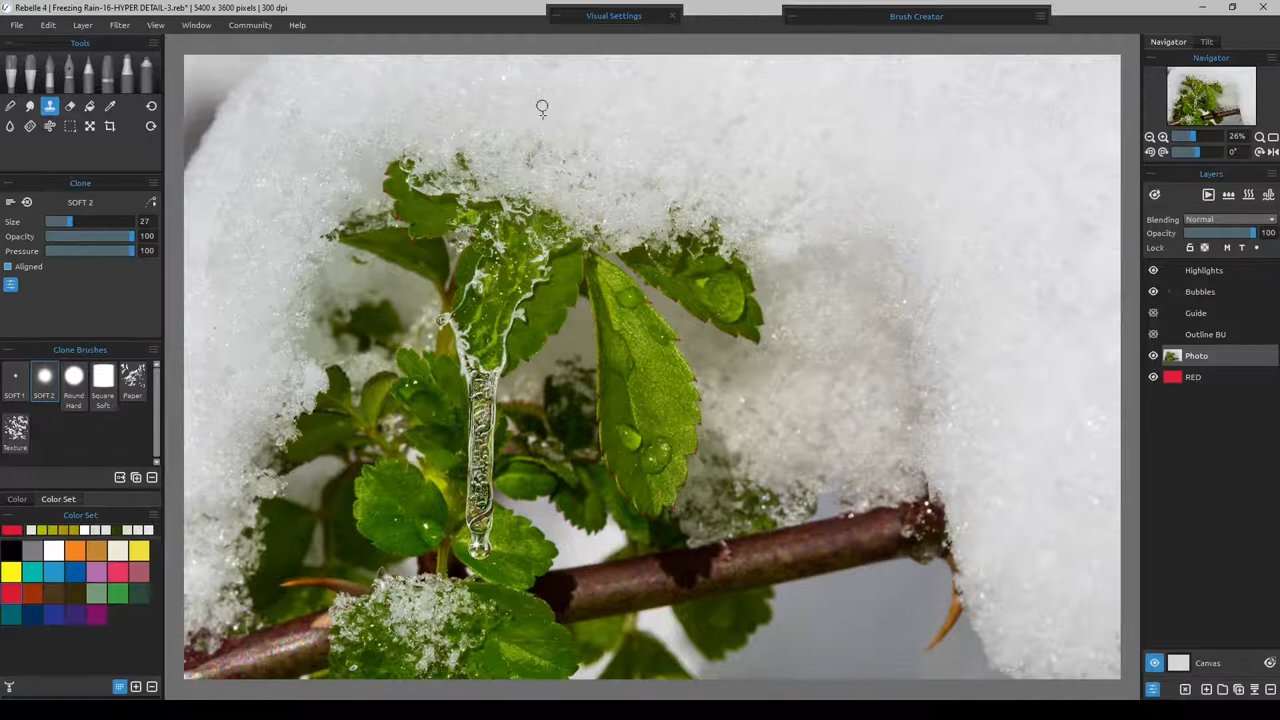 Rebelle 4 | Freezing Rain-16-HYPER DETAIL-3.reb* | 5400 x 3600 pixels | 300 dpi
Visual Settings
Brush Creator
File Edit Layer Filter View Window Community Help
Tools
Clone
SOFT 2
Size 27
Opacity 100
Pressure 100
Aligned
Clone Brushes
SOFT 1 SOFT 2 Round Hard Square Soft Paper
Texture
Color Color Set
Color Set
Navigator Tilt
Navigator
26%
0°
Layers
Blending Normal
Opacity 100
Lock M T
Highlights
Bubbles
Guide
Outline BU
Photo
RED
Canvas